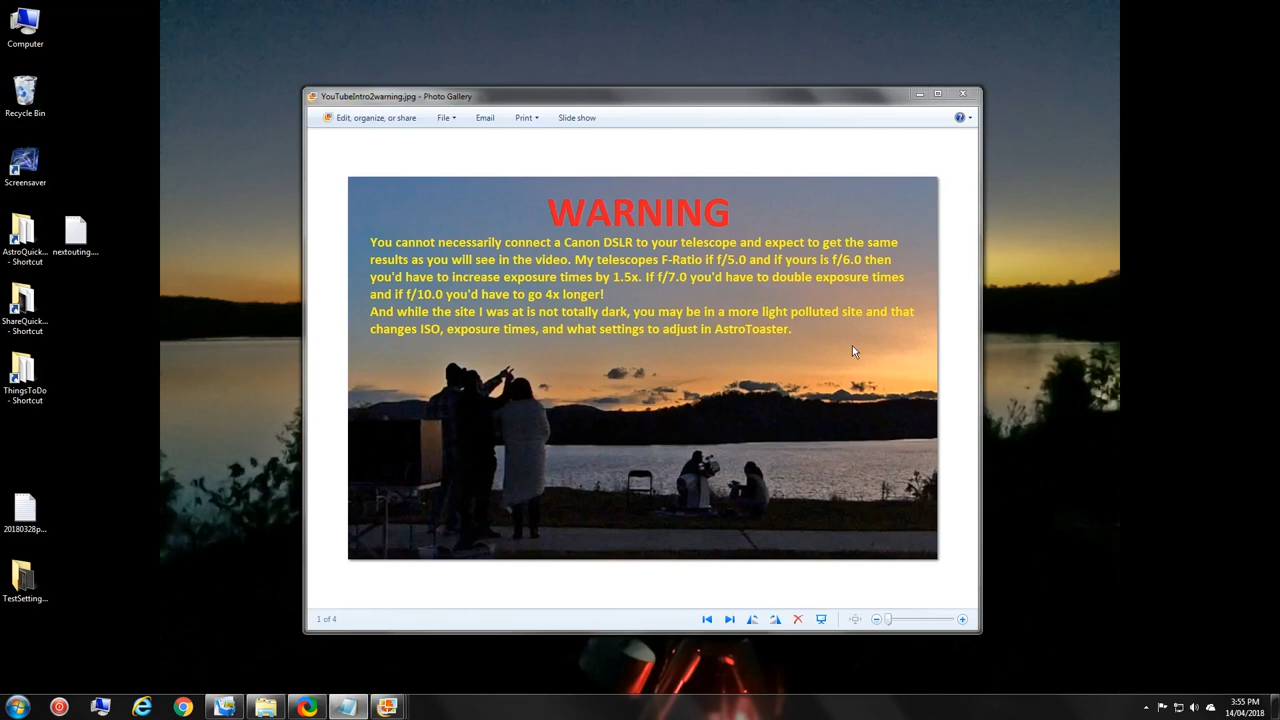 Computer
Recycle Bin
Screensaver
AstroQuick...
- Shortcut
nextouting....
ShareQuick...
- Shortcut
ThingsToDo
- Shortcut
20180328p...
TestSetting...
YouTubeIntro2warning.jpg - Photo Gallery
Edit, organize, or share
File
Email
Print
Slide show
WARNING
You cannot necessarily connect a Canon DSLR to your telescope and expect to get the same
results as you will see in the video. My telescopes F-Ratio if f/5.0 and if yours is f/6.0 then
you'd have to increase exposure times by 1.5x. If f/7.0 you'd have to double exposure times
and if f/10.0 you'd have to go 4x longer!
And while the site I was at is not totally dark, you may be in a more light polluted site and that
changes ISO, exposure times, and what settings to adjust in AstroToaster.
1 of 4
3:55 PM
14/04/2018